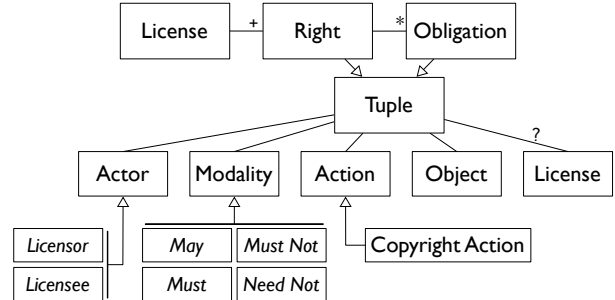 License + Right * Obligation
Tuple
?
Actor Modality Action Object License
Licensor May Must Not Copyright Action
Licensee Must Need Not